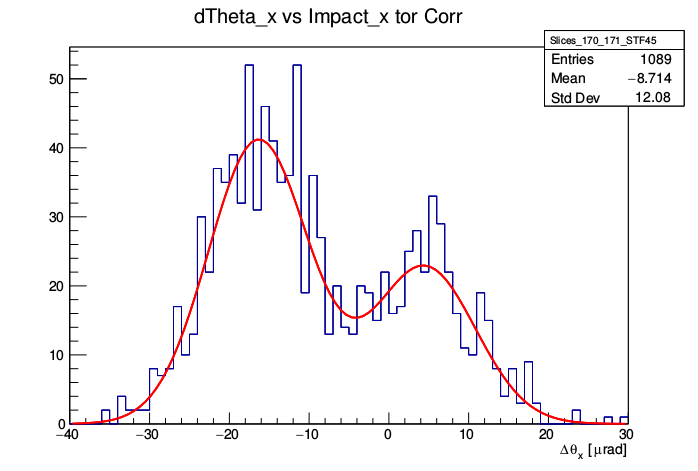 dTheta_x vs Impact_x tor Corr
Slices_170_171_STF45
Entries 1089
Mean −8.714
Std Dev 12.08
50
40
30
20
10
0
−40 −30 −20 −10 0 10 20 30
Δθx [μrad]